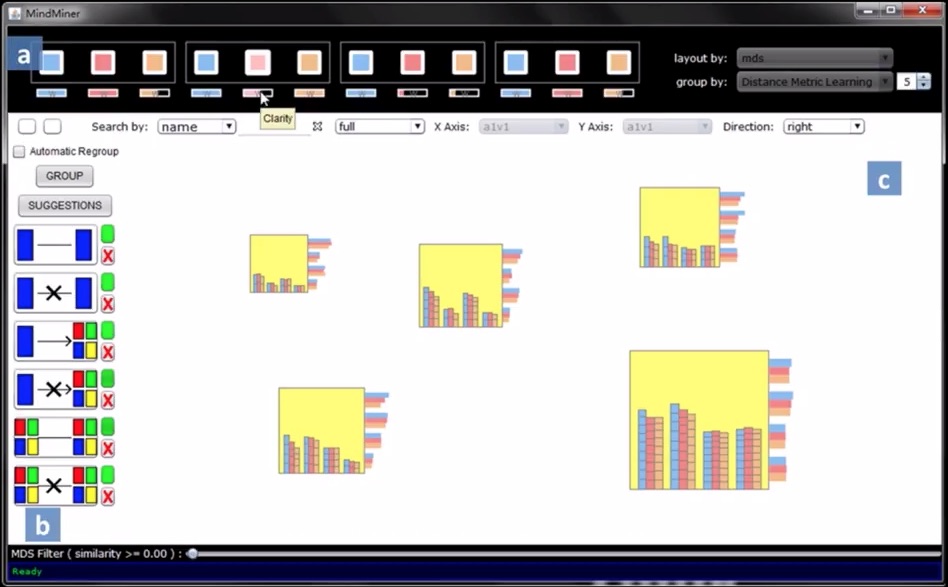 MindMiner
a
layout by: mds
group by: Distance Metric Learning 5
Clarity
Search by: name full X Axis: a1v1 Y Axis: a1v1 Direction: right
Automatic Regroup
GROUP
SUGGESTIONS
X
X
X
X
X
X
b
c
MDS Filter ( similarity >= 0.00 ) :
Ready